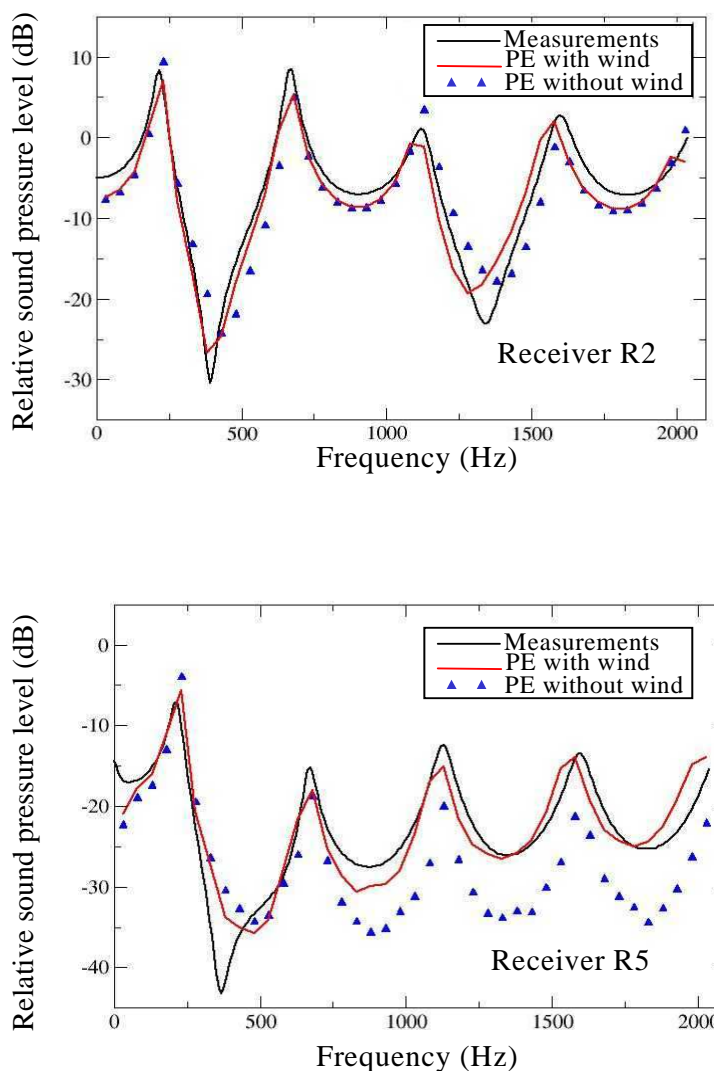 Relative sound pressure level (dB)
10
0
-10
-20
-30
Measurements
PE with wind
PE without wind
Receiver R2
0
500
1000
1500
2000
Frequency (Hz)
Relative sound pressure level (dB)
0
-10
-20
-30
-40
Measurements
PE with wind
PE without wind
Receiver R5
0
500
1000
1500
200
Frequency (Hz)